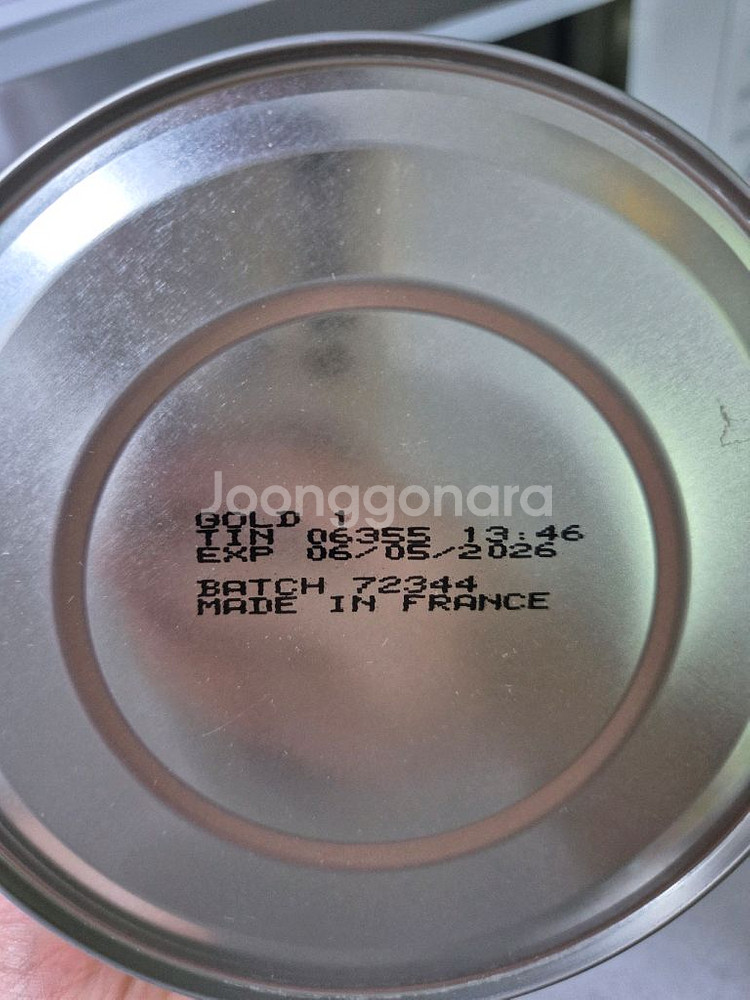 Joonggonara
GOLD 1
TIN 06355 13:46
EXP 06/05/2026
BATCH 72344
MADE IN FRANCE